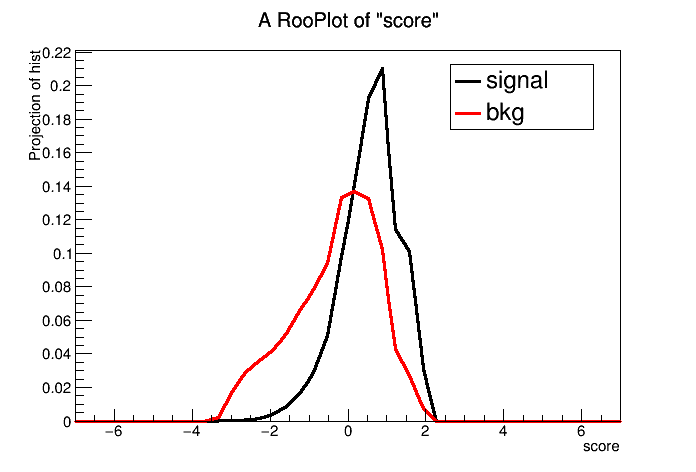 A RooPlot of "score"
Projection of hist
0.22
0.2
0.18
0.16
0.14
0.12
0.1
0.08
0.06
0.04
0.02
0
signal
bkg
−6 −4 −2 0 2 4 6
score